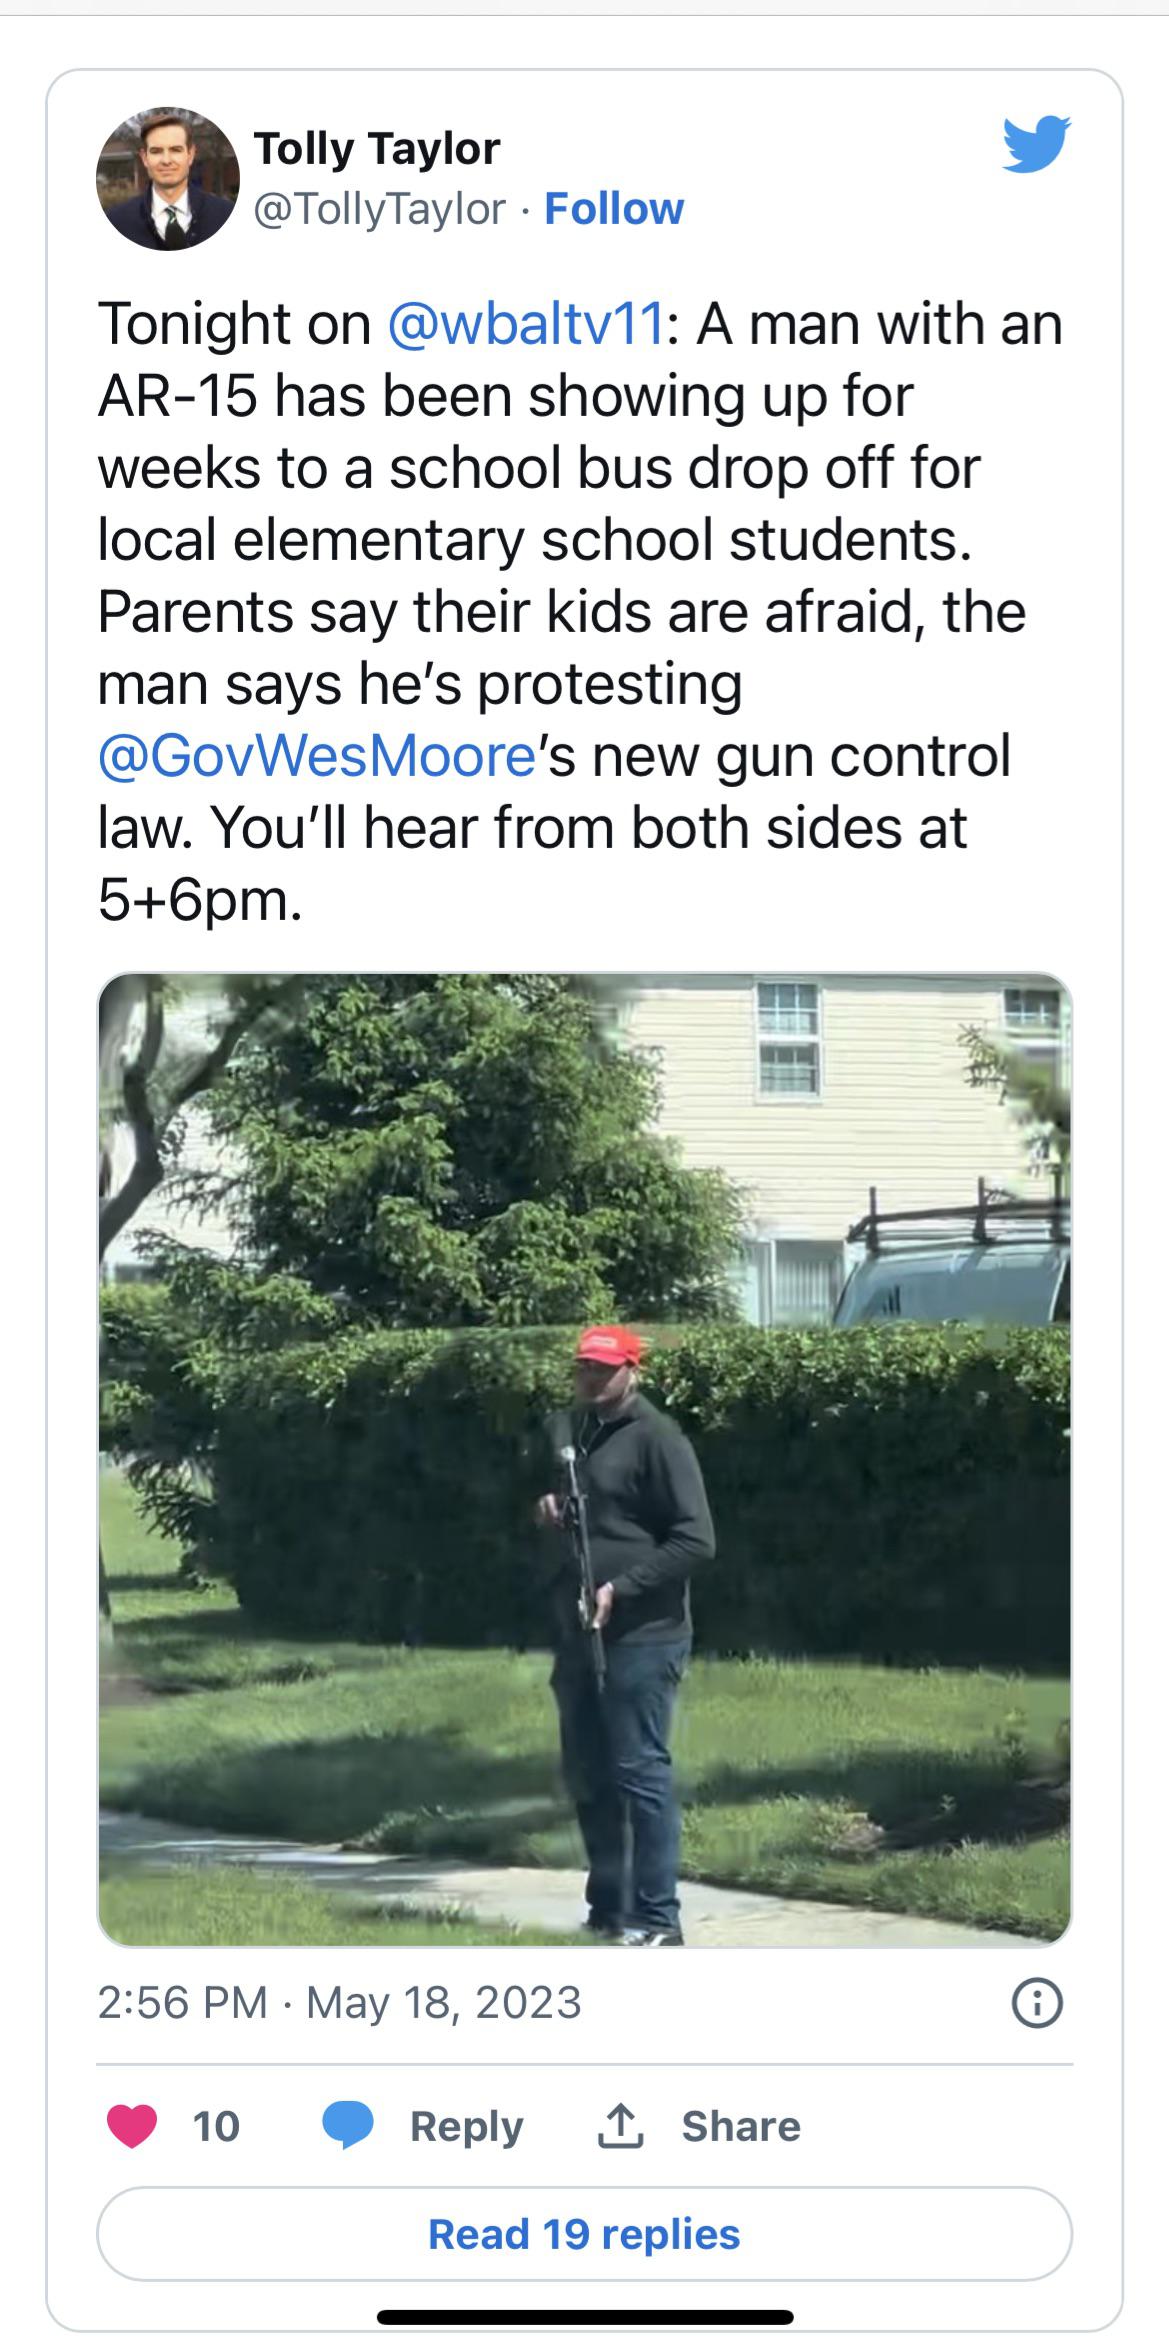 Tolly Taylor
@TollyTaylor · Follow
Tonight on @wbaltv11: A man with an
AR-15 has been showing up for
weeks to a school bus drop off for
local elementary school students.
Parents say their kids are afraid, the
man says he’s protesting
@GovWesMoore’s new gun control
law. You’ll hear from both sides at
5+6pm.
2:56 PM · May 18, 2023
10 Reply Share
Read 19 replies